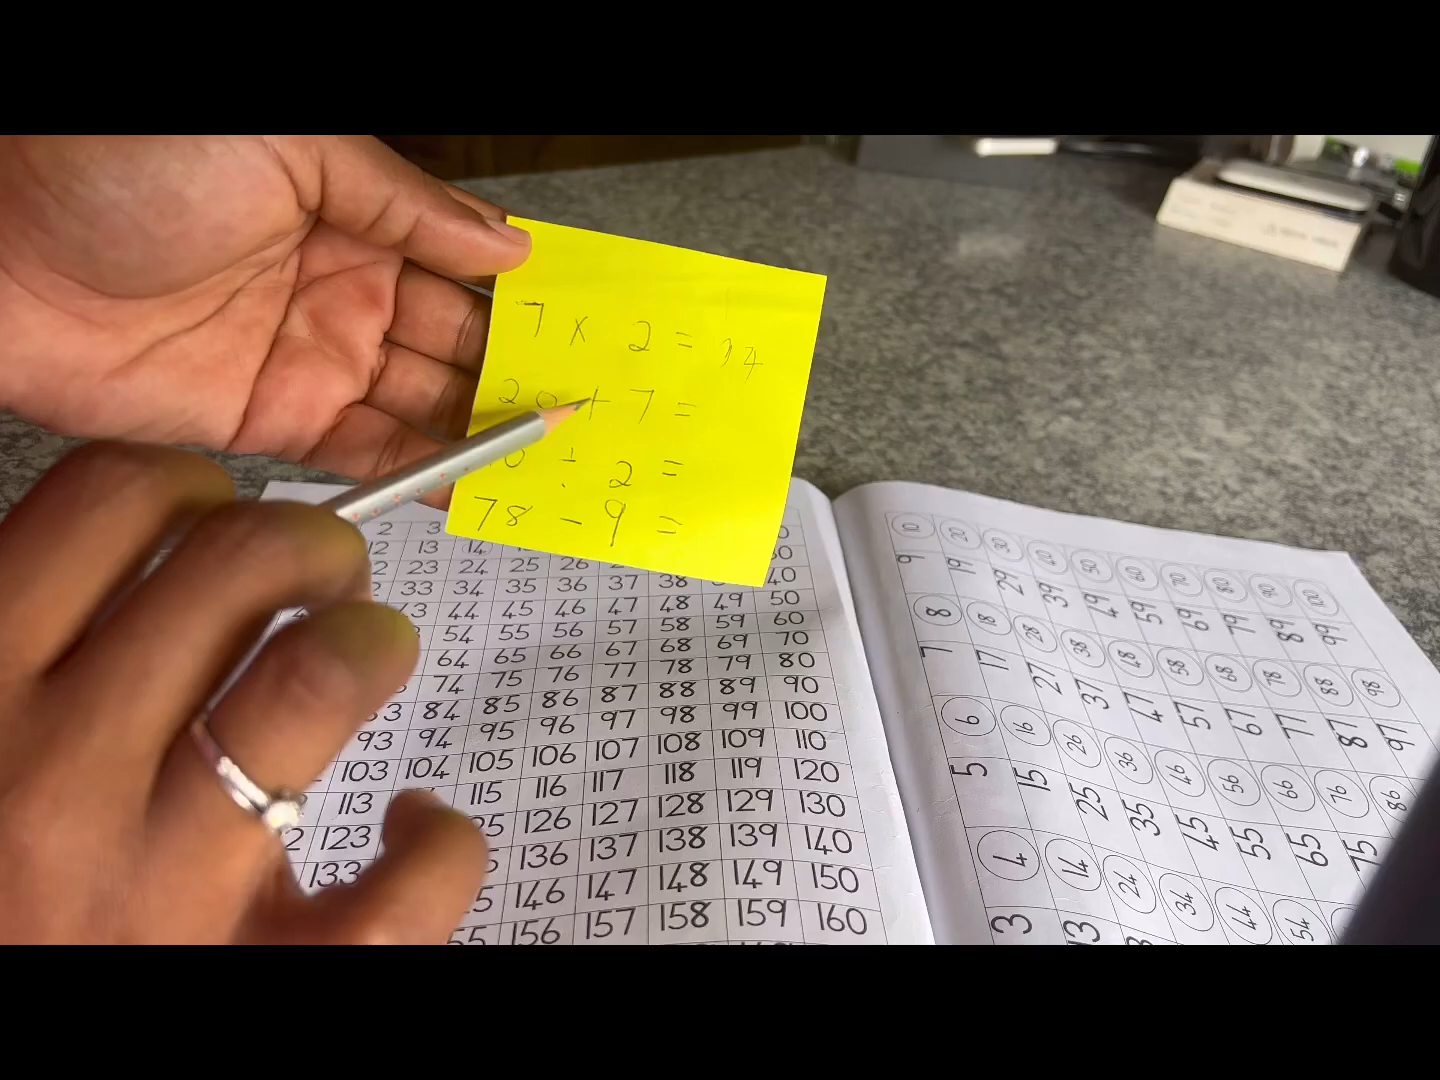 7 x 2 = 14
20 + 7 =
10 ÷ 2 =
78 - 9 =
2 3
12 13 14
2 23 24 25 26 40
33 34 35 36 37 38
43 44 45 46 47 48 49 50
54 55 56 57 58 59 60
64 65 66 67 68 69 70
74 75 76 77 78 79 80
84 85 86 87 88 89 90
93 94 95 96 97 98 99 100
103 104 105 106 107 108 109 110
113 115 116 117 118 119 120
123 126 127 128 129 130
133 136 137 138 139 140
146 147 148 149 150
156 157 158 159 160
10 20 30 40 50 60 70 80 90 100
9 19 29 39 49 59 69 79 89 99
8 18 28 38 48 58 68 78 88 98
7 17 27 37 47 57 67 77 87 97
6 16 26 36 46 56 66 76 86
5 15 25 35 45 55 65 75
4 14 24 34 44 54
3 13